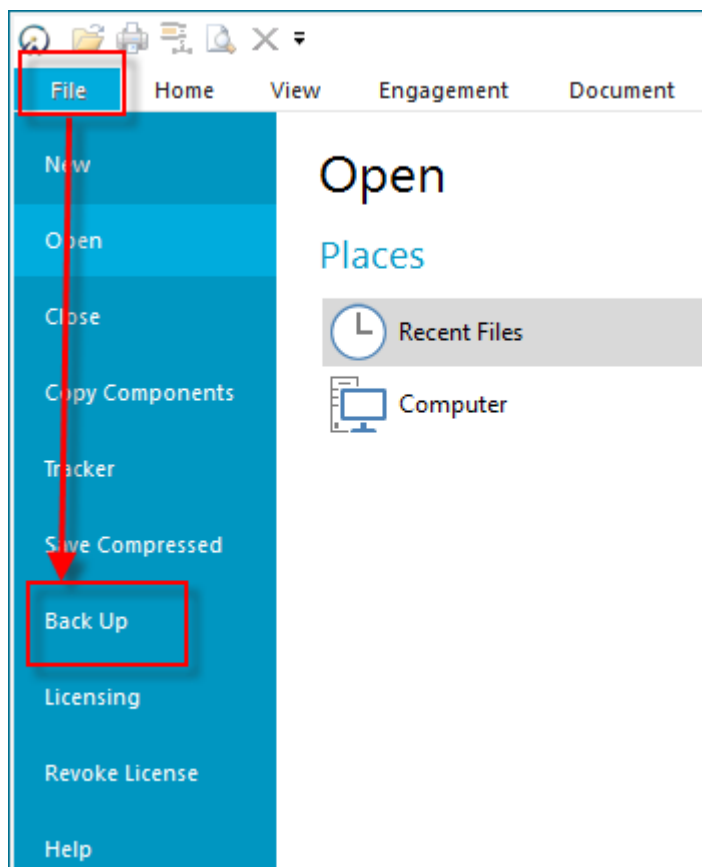 File Home View Engagement Document
New
Open
Close
Copy Components
Tracker
Save Compressed
Back Up
Licensing
Revoke License
Help
Open
Places
Recent Files
Computer